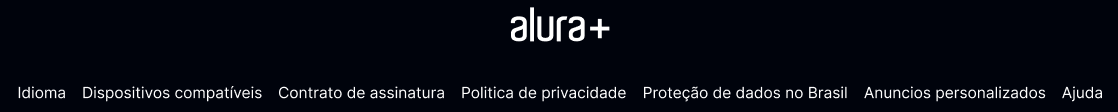 alura+
Idioma Dispositivos compatíveis Contrato de assinatura Politica de privacidade Proteção de dados no Brasil Anuncios personalizados Ajuda